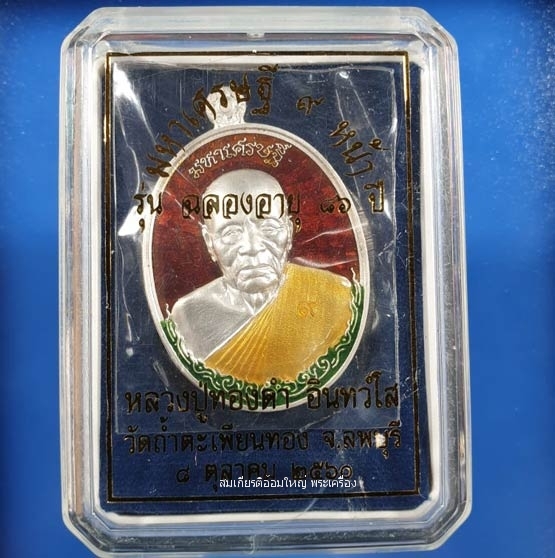 มหาเศรษฐี ๙ หน้า
มหาเศรษฐี
รุ่น ฉลองอายุ ๘๖ ปี
๙
หลวงปู่ทองดำ อินทวํโส
วัดถ้ำตะเพียนทอง จ.ลพบุรี
๘ ตุลาคม ๒๕๖๑
สมเกียรติอ้อมใหญ่ พระเครื่อง